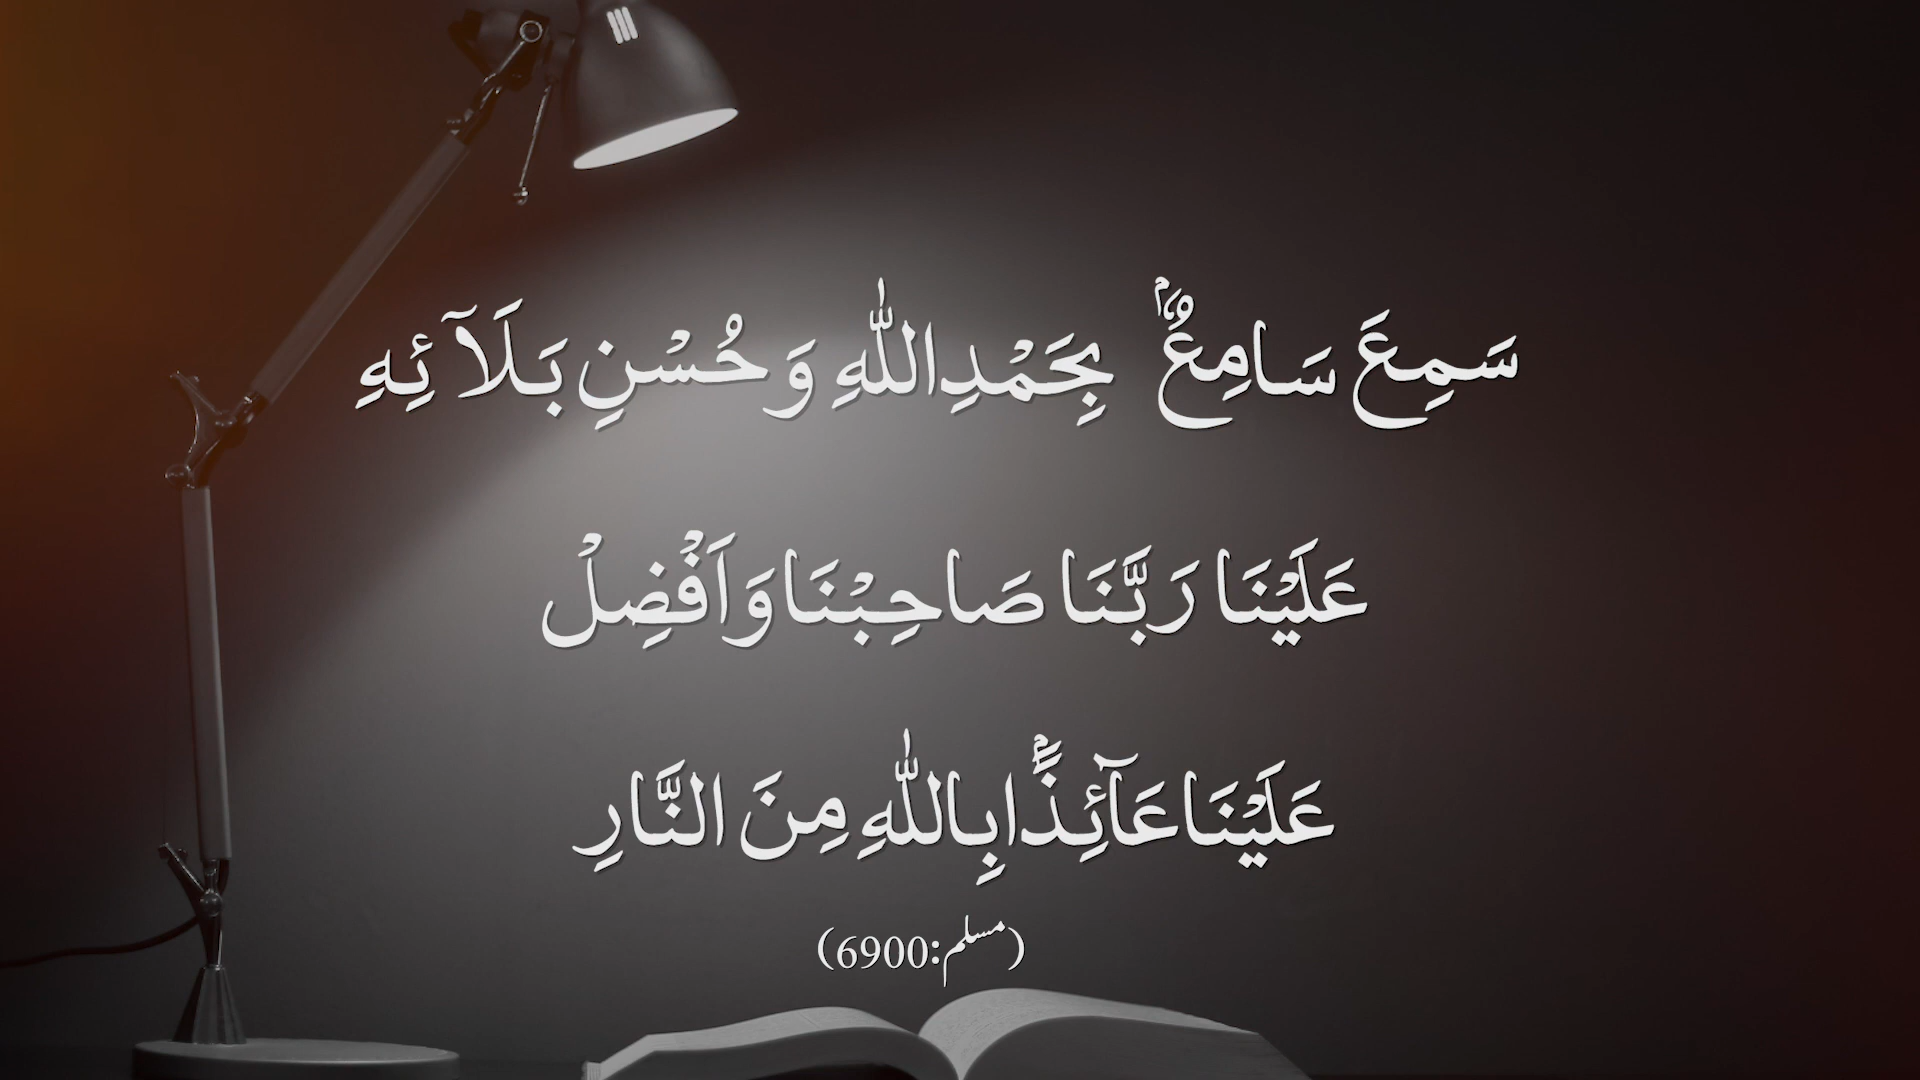 سَمِعَ سَامِعٌۢ بِحَمْدِاللّٰهِ وَ حُسْنِ بَلَآئِهِ
عَلَيْنَا رَبَّنَا صَاحِبْنَا وَاَفْضِلْ
عَلَيْنَا عَآئِذًۢا بِاللّٰهِ مِنَ النَّارِ
(مسلم:6900)